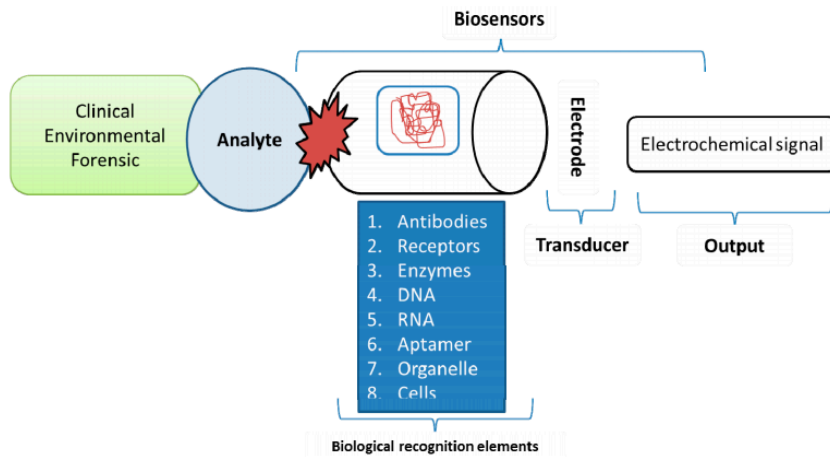 Biosensors
Clinical
Environmental
Forensic
Analyte
Electrode
Electrochemical signal
1. Antibodies
2. Receptors
3. Enzymes
4. DNA
5. RNA
6. Aptamer
7. Organelle
8. Cells
Transducer
Output
Biological recognition elements